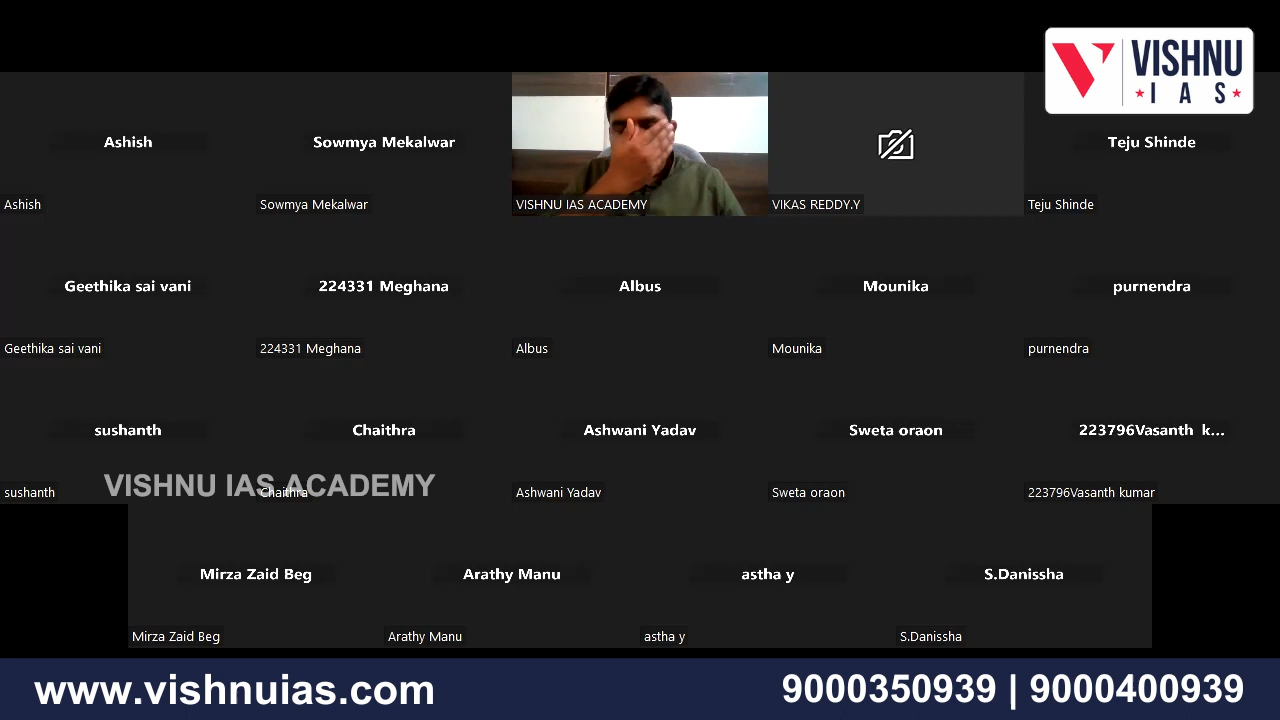 VISHNU
IAS
Ashish
Sowmya Mekalwar
Teju Shinde
Ashish
Sowmya Mekalwar
VISHNU IAS ACADEMY
VIKAS REDDY.Y
Teju Shinde
Geethika sai vani
224331 Meghana
Albus
Mounika
purnendra
Geethika sai vani
224331 Meghana
Albus
Mounika
purnendra
sushanth
Chaithra
Ashwani Yadav
Sweta oraon
223796Vasanth k...
VISHNU IAS ACADEMY
sushanth
Chaithra
Ashwani Yadav
Sweta oraon
223796Vasanth kumar
Mirza Zaid Beg
Arathy Manu
astha y
S.Danissha
Mirza Zaid Beg
Arathy Manu
astha y
S.Danissha
www.vishnuias.com
9000350939 | 9000400939